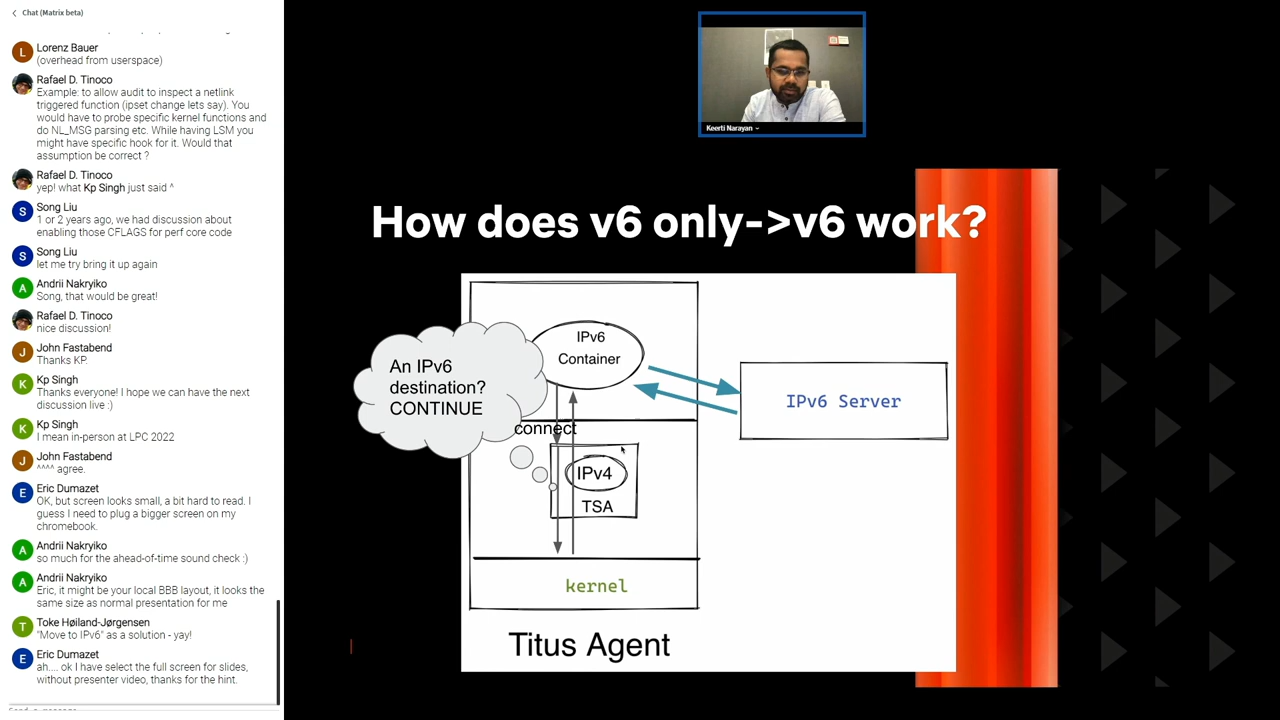 Chat (Matrix beta)
Lorenz Bauer
(overhead from userspace)
Rafael D. Tinoco
Example: to allow audit to inspect a netlink
triggered function (ipset change lets say). You
would have to probe specific kernel functions and
do NL_MSG parsing etc. While having LSM you
might have specific hook for it. Would that
assumption be correct ?
Rafael D. Tinoco
yep! what Kp Singh just said ^
Song Liu
1 or 2 years ago, we had discussion about
enabling those CFLAGS for perf core code
Song Liu
let me try bring it up again
Andrii Nakryiko
Song, that would be great!
Rafael D. Tinoco
nice discussion!
John Fastabend
Thanks KP.
Kp Singh
Thanks everyone! I hope we can have the next
discussion live :)
Kp Singh
I mean in-person at LPC 2022
John Fastabend
^^^^ agree.
Eric Dumazet
OK, but screen looks small, a bit hard to read. I
guess I need to plug a bigger screen on my
chromebook.
Andrii Nakryiko
so much for the ahead-of-time sound check :)
Andrii Nakryiko
Eric, it might be your local BBB layout, it looks the
same size as normal presentation for me
Toke Høiland-Jørgensen
"Move to IPv6" as a solution - yay!
Eric Dumazet
ah.... ok I have select the full screen for slides,
without presenter video, thanks for the hint.
L
S
S
A
J
K
K
J
E
A
A
T
E
Keerti Narayan
How does v6 only->v6 work?
An IPv6
destination?
CONTINUE
IPv6
Container
connect
IPv4
TSA
kernel
IPv6 Server
Titus Agent